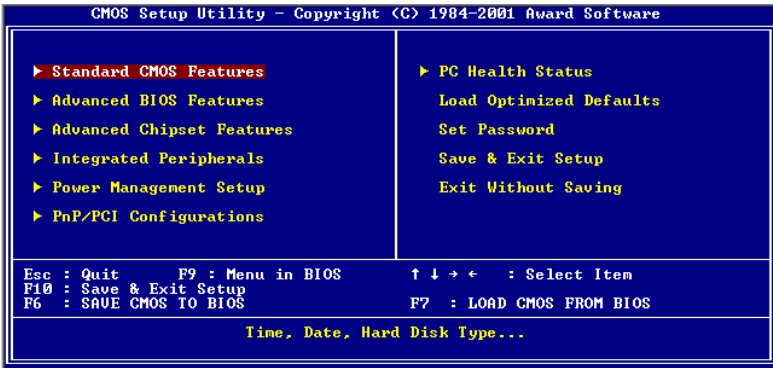 CMOS Setup Utility - Copyright (C) 1984-2001 Award Software
▶ Standard CMOS Features
▶ Advanced BIOS Features
▶ Advanced Chipset Features
▶ Integrated Peripherals
▶ Power Management Setup
▶ PnP/PCI Configurations
▶ PC Health Status
Load Optimized Defaults
Set Password
Save & Exit Setup
Exit Without Saving
Esc : Quit F9 : Menu in BIOS ↑ ↓ → ← : Select Item
F10 : Save & Exit Setup
F6 : SAVE CMOS TO BIOS F7 : LOAD CMOS FROM BIOS
Time, Date, Hard Disk Type...